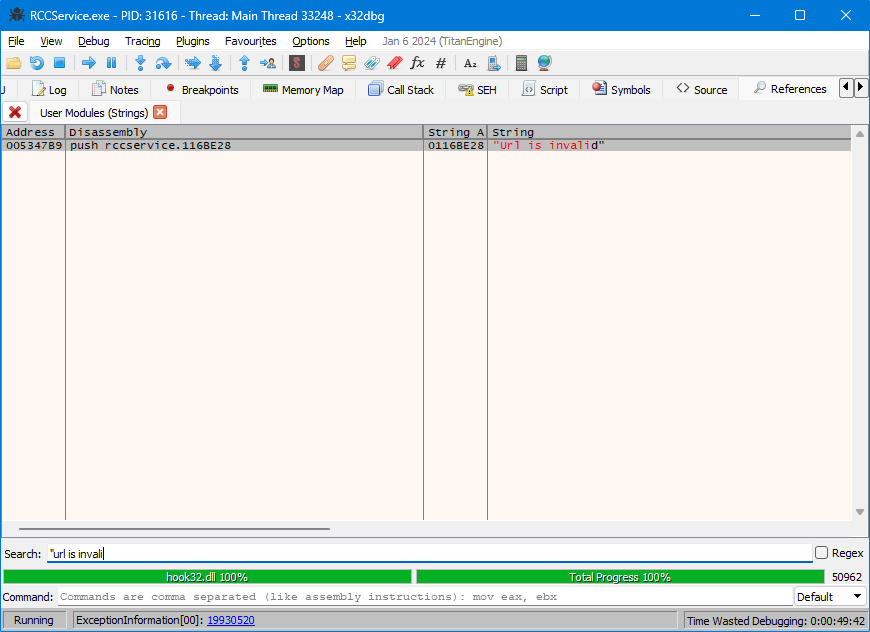 RCCService.exe - PID: 31616 - Thread: Main Thread 33248 - x32dbg
File View Debug Tracing Plugins Favourites Options Help Jan 6 2024 (TitanEngine)
Log Notes Breakpoints Memory Map Call Stack SEH Script Symbols Source References
User Modules (Strings)
Address Disassembly String A String
005347B9 push rccservice.116BE28 0116BE28 "Url is invalid"
Search: "url is invali Regex
hook32.dll 100% Total Progress 100% 50962
Command: Commands are comma separated (like assembly instructions): mov eax, ebx Default
Running ExceptionInformation[00]: 19930520 Time Wasted Debugging: 0:00:49:42